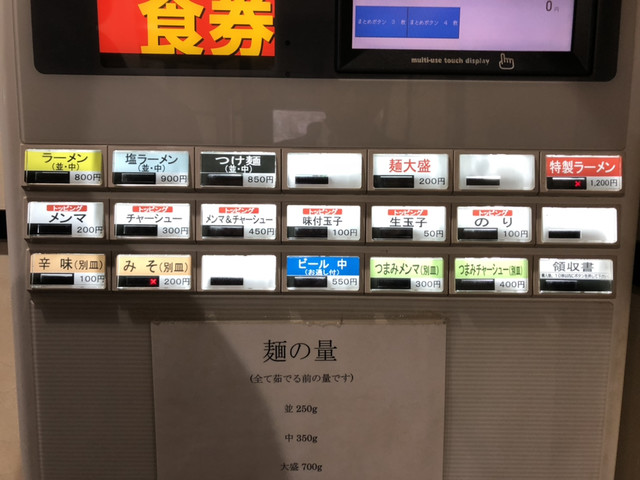 食券
0円
まとめボタン 3 枚 まとめボタン 4 枚
multi-use touch display
ラーメン
(並・中)
800円
塩ラーメン
(並・中)
900円
つけ麺
(並・中)
850円
麺大盛
200円
特製ラーメン
1,200円
トッピング
メンマ
200円
トッピング
チャーシュー
300円
トッピング
メンマ&チャーシュー
450円
トッピング
味付玉子
100円
トッピング
生玉子
50円
トッピング
のり
100円
辛味(別皿)
100円
みそ(別皿)
200円
ビール 中
(お通し付)
550円
つまみメンマ(別皿)
300円
つまみチャーシュー(別皿)
400円
領収書
麺の量
(全て茹でる前の量です)
並 250g
中 350g
大盛 700g